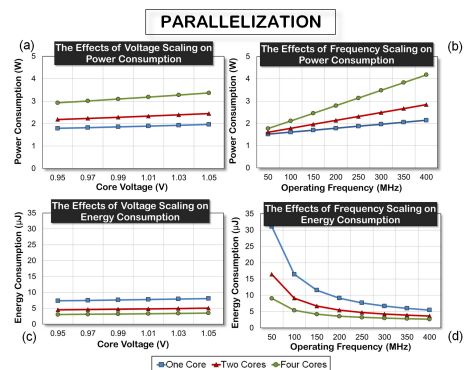 PARALLELIZATION
(a)
The Effects of Voltage Scaling on
Power Consumption
Power Consumption (W)
5
4
3
2
1
0
0.95 0.97 0.99 1.01 1.03 1.05
Core Voltage (V)
(b)
The Effects of Frequency Scaling on
Power Consumption
Power Consumption (W)
5
4
3
2
1
0
50 100 150 200 250 300 350 400
Operating Frequency (MHz)
(c)
The Effects of Voltage Scaling on
Energy Consumption
Energy Consumption (µJ)
35
30
25
20
15
10
5
0
0.95 0.97 0.99 1.01 1.03 1.05
Core Voltage (V)
(d)
The Effects of Frequency Scaling on
Energy Consumption
Energy Consumption (µJ)
35
30
25
20
15
10
5
0
50 100 150 200 250 300 350 400
Operating Frequency (MHz)
One Core Two Cores Four Cores